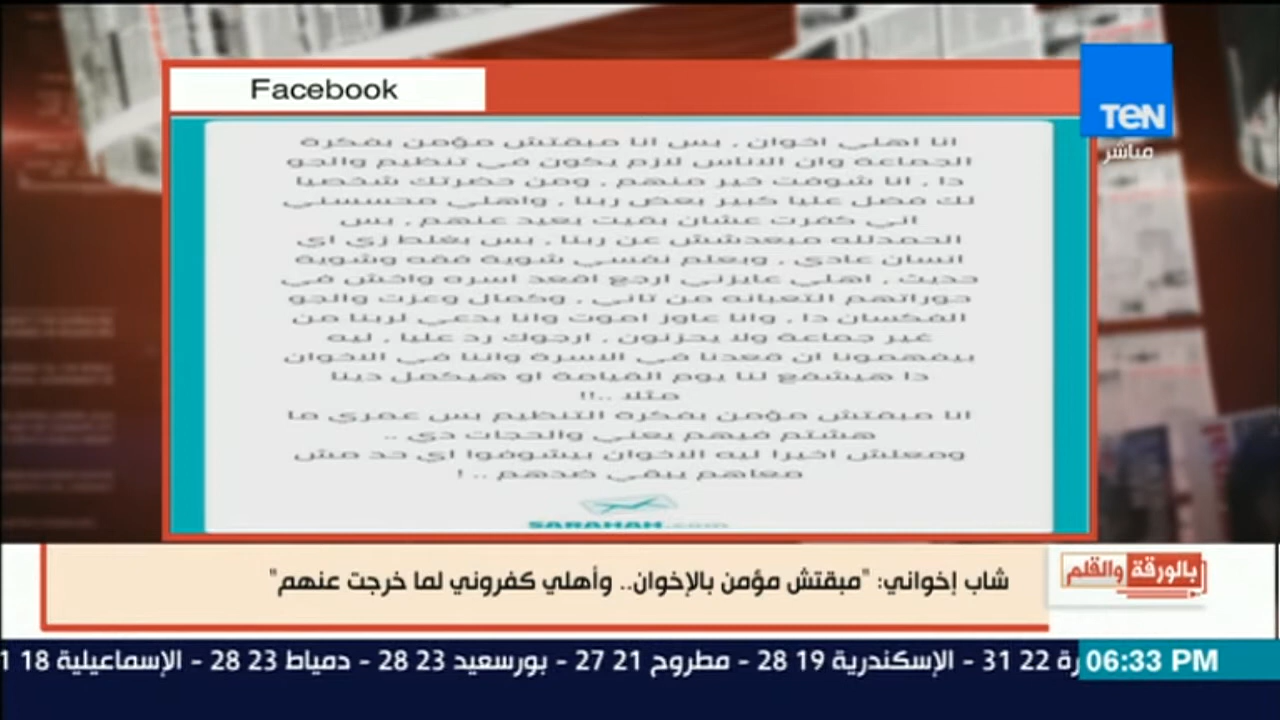 Facebook
TEN
مباشر
انا اهلي اخوان , بس انا مبقتش مؤمن بفكرة
الجماعة وان الناس لازم يكون في تنظيم والجو
دا , انا شوفت خير منهم , ومن حضرتك شخصيا
لك فضل عليا كبير بعض ربنا , واهلي محسسني
اني كفرت عشان بقيت بعيد عنهم , بس
الحمدلله مبعدتش عن ربنا , بس بغلط زي اي
انسان عادي , وبعلم نفسي شوية فقه وشوية
حديث , اهلي عايزني ارجع اقعد اسره واخش في
حوراتهم التعبانه من تاني , وكمال وعزت والجو
الفكسان دا , وانا عاوز اموت وانا بدعي لربنا من
غير جماعة ولا يحزنون , ارجوك رد عليا , ليه
بيفهمونا ان قعدنا في الاسرة واننا في الاخوان
دا هيشفع لنا يوم القيامة او هيكمل دينا
مثلا ..!!
انا مبقتش مؤمن بفكرة التنظيم بس عمري ما
هشتم فيهم يعني والحجات دي ..
ومعلش اخيرا ليه الاخوان بيشوفوا اي حد مش
معاهم يبقي ضدهم .. !
SARAHAH.com
شاب إخواني: "مبقتش مؤمن بالإخوان.. وأهلي كفروني لما خرجت عنهم"
بالورقة والقلم
رة 22 31 - الإسكندرية 19 28 - مطروح 21 27 - بورسعيد 23 28 - دمياط 23 28 - الإسماعيلية 18 1
06:33 PM